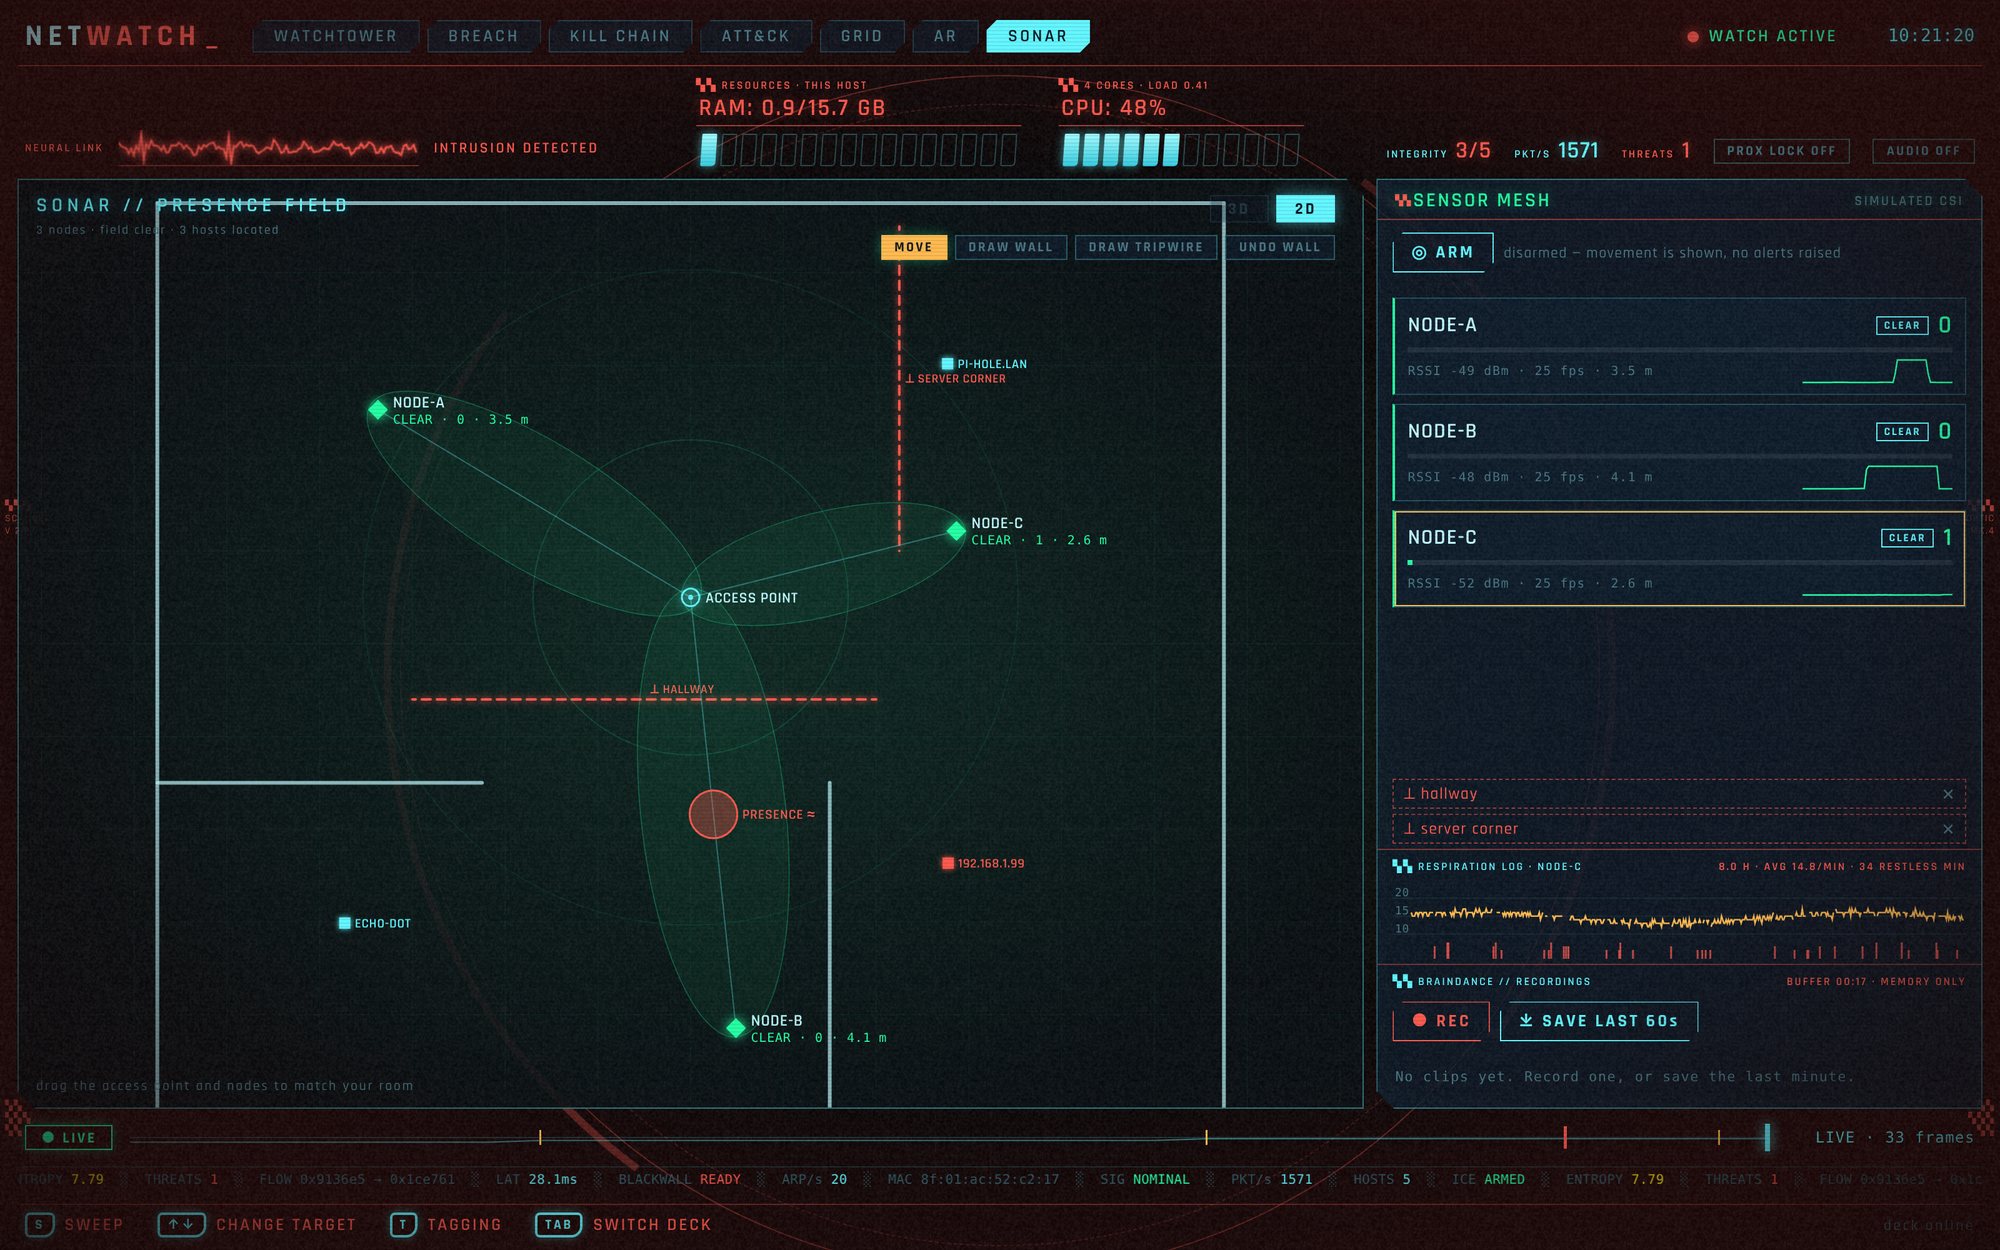 NETWATCH_
WATCHTOWER
BREACH
KILL CHAIN
ATT&CK
GRID
AR
SONAR
WATCH ACTIVE
10:21:20
RESOURCES · THIS HOST
RAM: 0.9/15.7 GB
4 CORES · LOAD 0.41
CPU: 48%
NEURAL LINK
INTRUSION DETECTED
INTEGRITY 3/5
PKT/S 1571
THREATS 1
PROX LOCK OFF
AUDIO OFF
SONAR // PRESENCE FIELD
3 nodes · field clear · 3 hosts located
3D
2D
MOVE
DRAW WALL
DRAW TRIPWIRE
UNDO WALL
PI-HOLE.LAN
⊥ SERVER CORNER
NODE-A
CLEAR · 0 · 3.5 m
NODE-C
CLEAR · 1 · 2.6 m
ACCESS POINT
⊥ HALLWAY
PRESENCE ≈
192.168.1.99
ECHO-DOT
NODE-B
CLEAR · 0 · 4.1 m
drag the access point and nodes to match your room
SENSOR MESH
SIMULATED CSI
◎ ARM
disarmed — movement is shown, no alerts raised
NODE-A
CLEAR 0
RSSI -49 dBm · 25 fps · 3.5 m
NODE-B
CLEAR 0
RSSI -48 dBm · 25 fps · 4.1 m
NODE-C
CLEAR 1
RSSI -52 dBm · 25 fps · 2.6 m
⊥ hallway ×
⊥ server corner ×
RESPIRATION LOG · NODE-C
8.0 H · AVG 14.8/MIN · 34 RESTLESS MIN
20
15
10
BRAINDANCE // RECORDINGS
BUFFER 00:17 · MEMORY ONLY
REC
SAVE LAST 60s
No clips yet. Record one, or save the last minute.
LIVE
LIVE · 33 frames
TROPY 7.79 ░ THREATS 1 ░ FLOW 0x9136e5 → 0x1ce761 ░ LAT 28.1ms ░ BLACKWALL READY ░ ARP/s 20 ░ MAC 8f:01:ac:52:c2:17 ░ SIG NOMINAL ░ PKT/s 1571 ░ HOSTS 5 ░ ICE ARMED ░ ENTROPY 7.79 ░ THREATS 1 ░ FLOW 0x9136e5 → 0x1c
S SWEEP
↑↓ CHANGE TARGET
T TAGGING
TAB SWITCH DECK
deck online